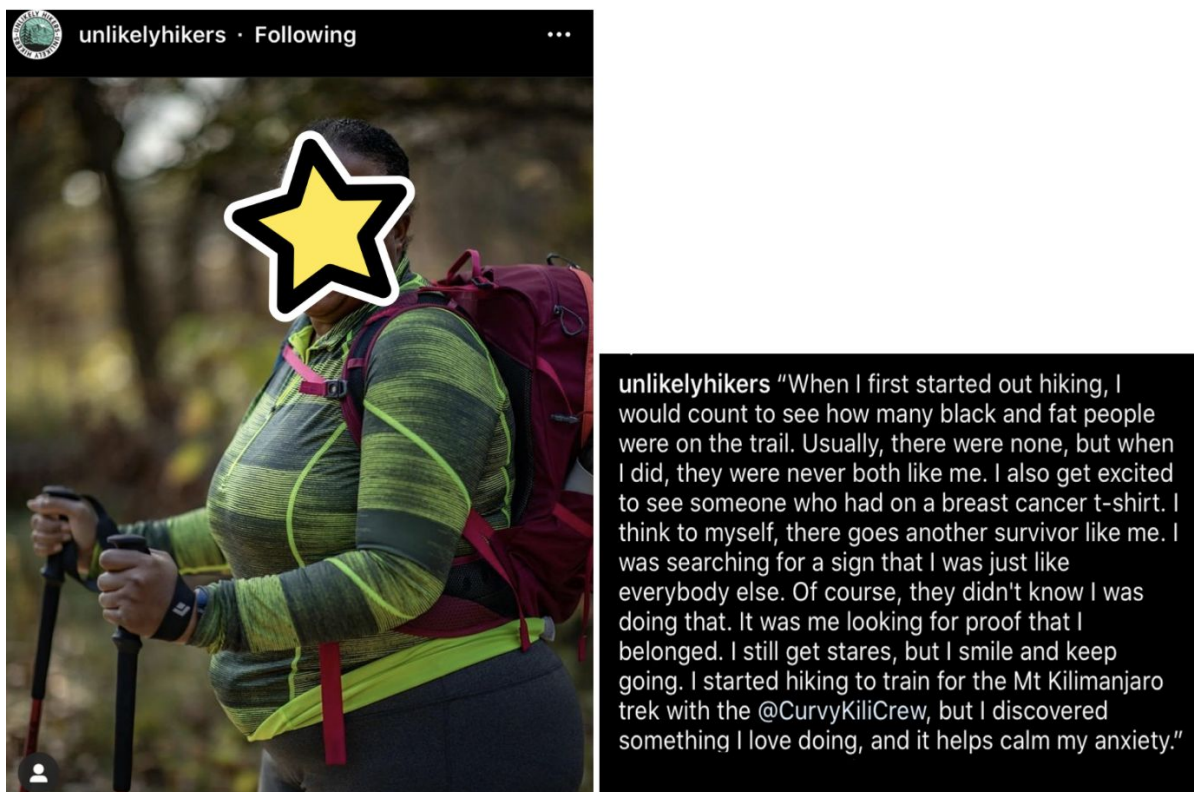 unlikelyhikers · Following
UNLIKELY HIKERS · UNLIKELY HIKERS ·
unlikelyhikers “When I first started out hiking, I
would count to see how many black and fat people
were on the trail. Usually, there were none, but when
I did, they were never both like me. I also get excited
to see someone who had on a breast cancer t-shirt. I
think to myself, there goes another survivor like me. I
was searching for a sign that I was just like
everybody else. Of course, they didn't know I was
doing that. It was me looking for proof that I
belonged. I still get stares, but I smile and keep
going. I started hiking to train for the Mt Kilimanjaro
trek with the @CurvyKiliCrew, but I discovered
something I love doing, and it helps calm my anxiety.”